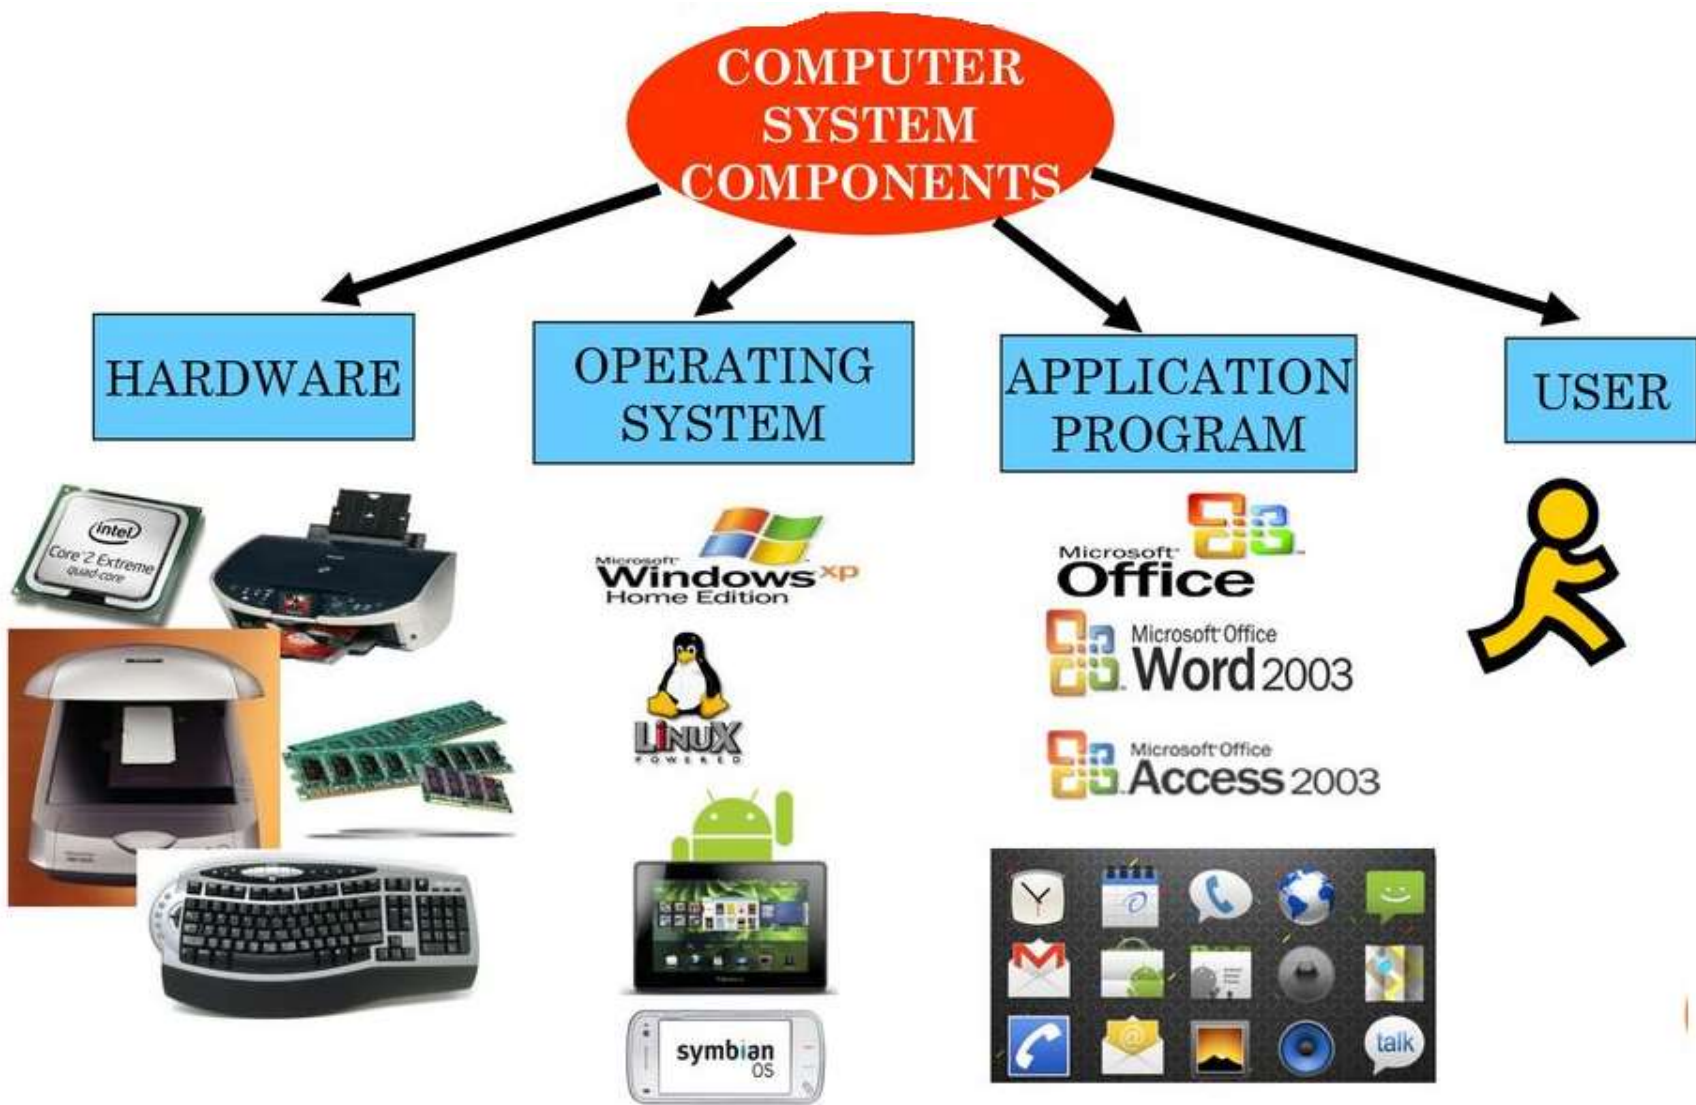 COMPUTER
SYSTEM
COMPONENTS
HARDWARE
OPERATING
SYSTEM
APPLICATION
PROGRAM
USER
intel
Core 2 Extreme
quad-core
Microsoft
Windows xp
Home Edition
LINUX
POWERED
symbian
OS
Microsoft
Office
Microsoft Office
Word 2003
Microsoft Office
Access 2003
talk